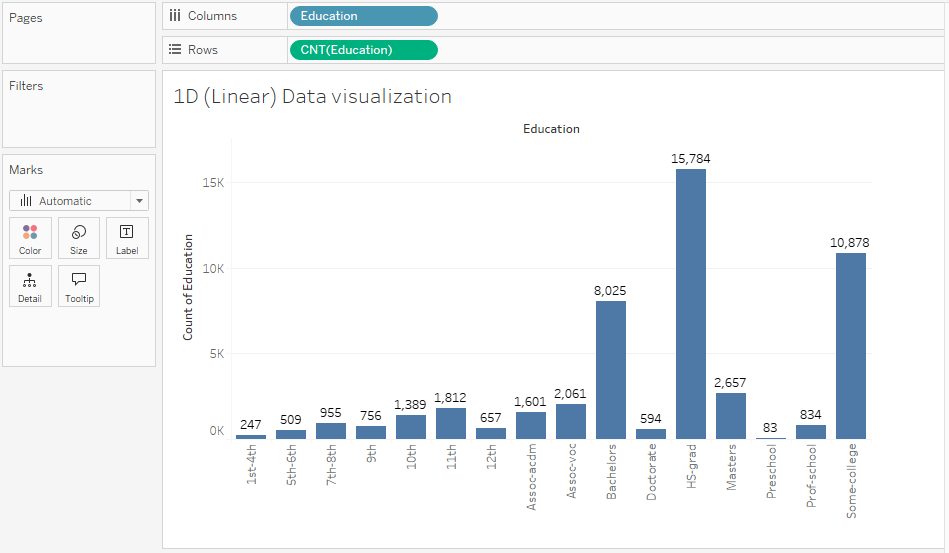 Pages
Columns
Education
Rows
CNT(Education)
Filters
Marks
Automatic
Color
Size
Label
Detail
Tooltip
1D (Linear) Data visualization
Education
Count of Education
15K
10K
5K
0K
247
509
955
756
1,389
1,812
657
1,601
2,061
8,025
594
15,784
2,657
83
834
10,878
1st-4th
5th-6th
7th-8th
9th
10th
11th
12th
Assoc-acdm
Assoc-voc
Bachelors
Doctorate
HS-grad
Masters
Preschool
Prof-school
Some-college